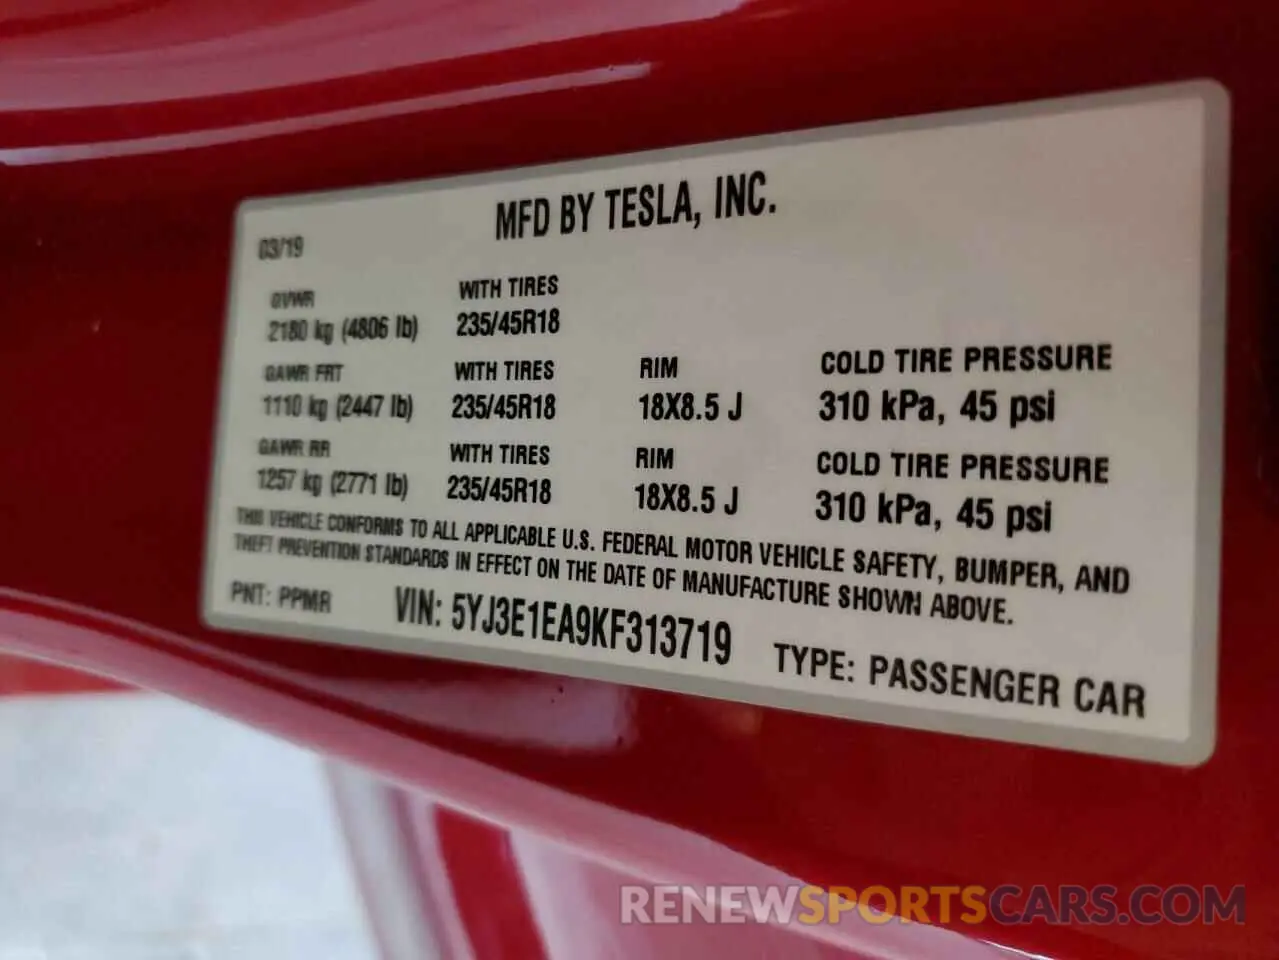 MFD BY TESLA, INC.
03/19
GVWR WITH TIRES
2180 kg (4806 lb) 235/45R18
GAWR FRT WITH TIRES RIM COLD TIRE PRESSURE
1110 kg (2447 lb) 235/45R18 18X8.5 J 310 kPa, 45 psi
GAWR RR WITH TIRES RIM COLD TIRE PRESSURE
1257 kg (2771 lb) 235/45R18 18X8.5 J 310 kPa, 45 psi
THIS VEHICLE CONFORMS TO ALL APPLICABLE U.S. FEDERAL MOTOR VEHICLE SAFETY, BUMPER, AND
THEFT PREVENTION STANDARDS IN EFFECT ON THE DATE OF MANUFACTURE SHOWN ABOVE.
PNT: PPMR VIN: 5YJ3E1EA9KF313719 TYPE: PASSENGER CAR
RENEWSPORTSCARS.COM